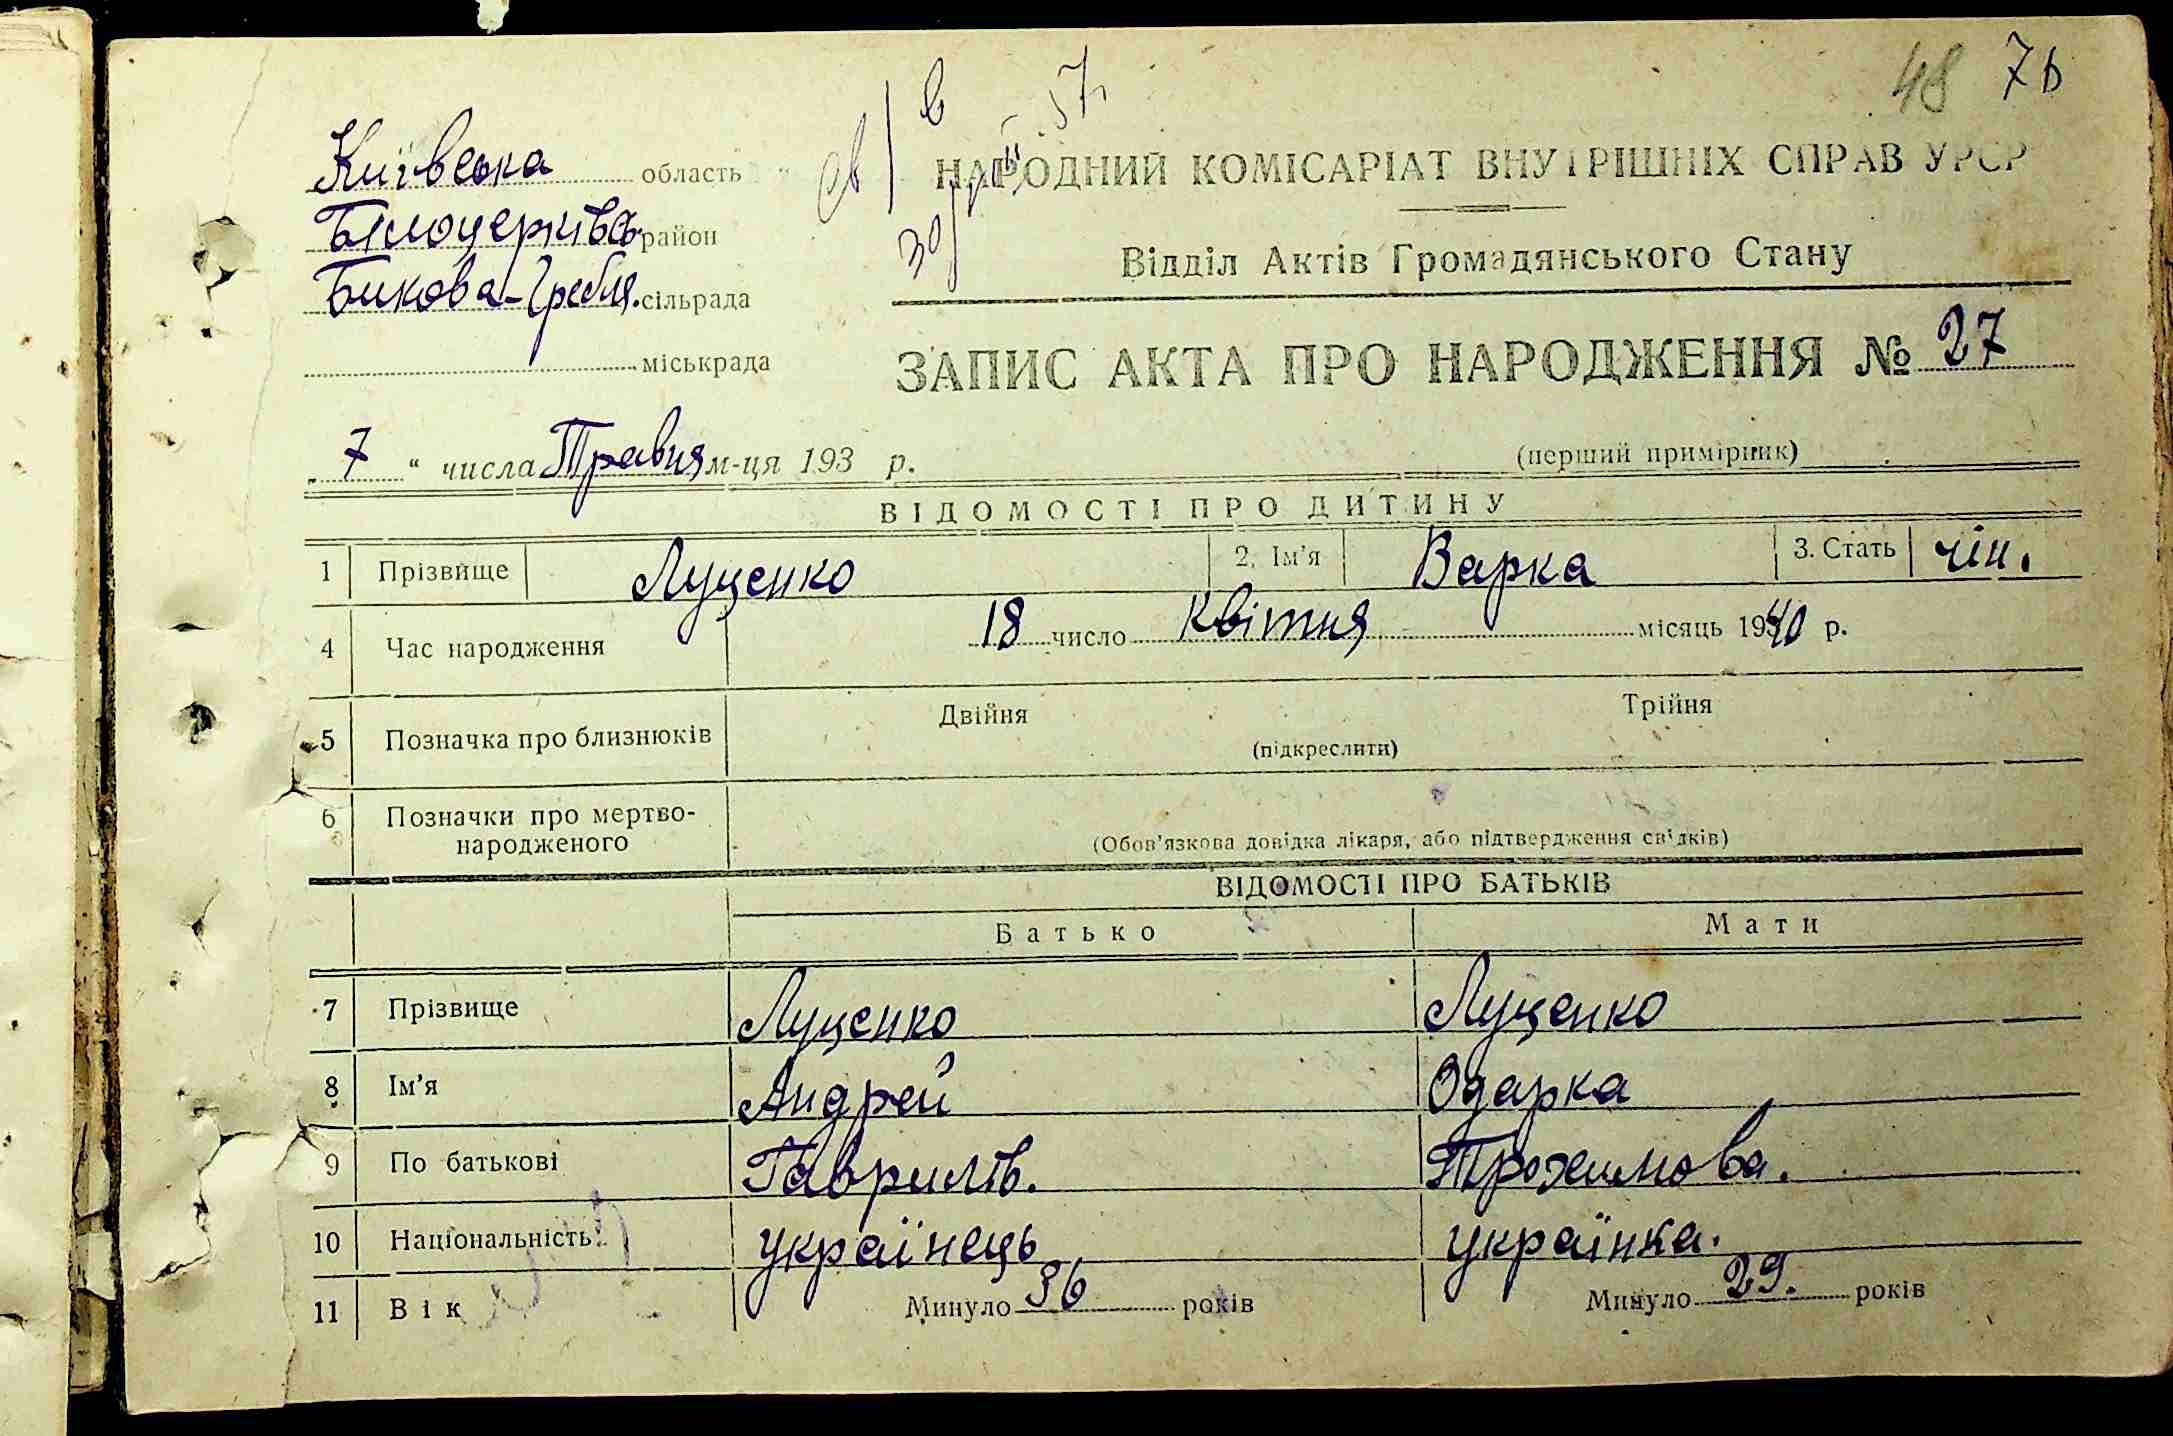 48 7б
Київська область
Білоцерківсь. район
Бикова-Гребля. сільрада
міськрада
НАРОДНИЙ КОМІСАРІАТ ВНУТРІШНІХ СПРАВ УРСР
Відділ Актів Громадянського Стану
ЗАПИС АКТА ПРО НАРОДЖЕННЯ № 27
„ 7 “ числа Травня м-ця 193 р.
(перший примірник)
ВІДОМОСТІ ПРО ДИТИНУ
1 Прізвище Луценко 2. Ім'я Варка 3. Стать чін.
4 Час народження 18 число Квітня місяць 1940 р.
5 Позначка про близнюків Двійня Трійня
(підкреслити)
6 Позначки про мертво-
народженого (Обов'язкова довідка лікаря, або підтвердження свідків)
ВІДОМОСТІ ПРО БАТЬКІВ
Батько Мати
7 Прізвище Луценко Луценко
8 Ім'я Андрей Одарка
9 По батькові Гаврилів. Трохимова.
10 Національність українець українка.
11 Вік Минуло 36 років Минуло 29. років